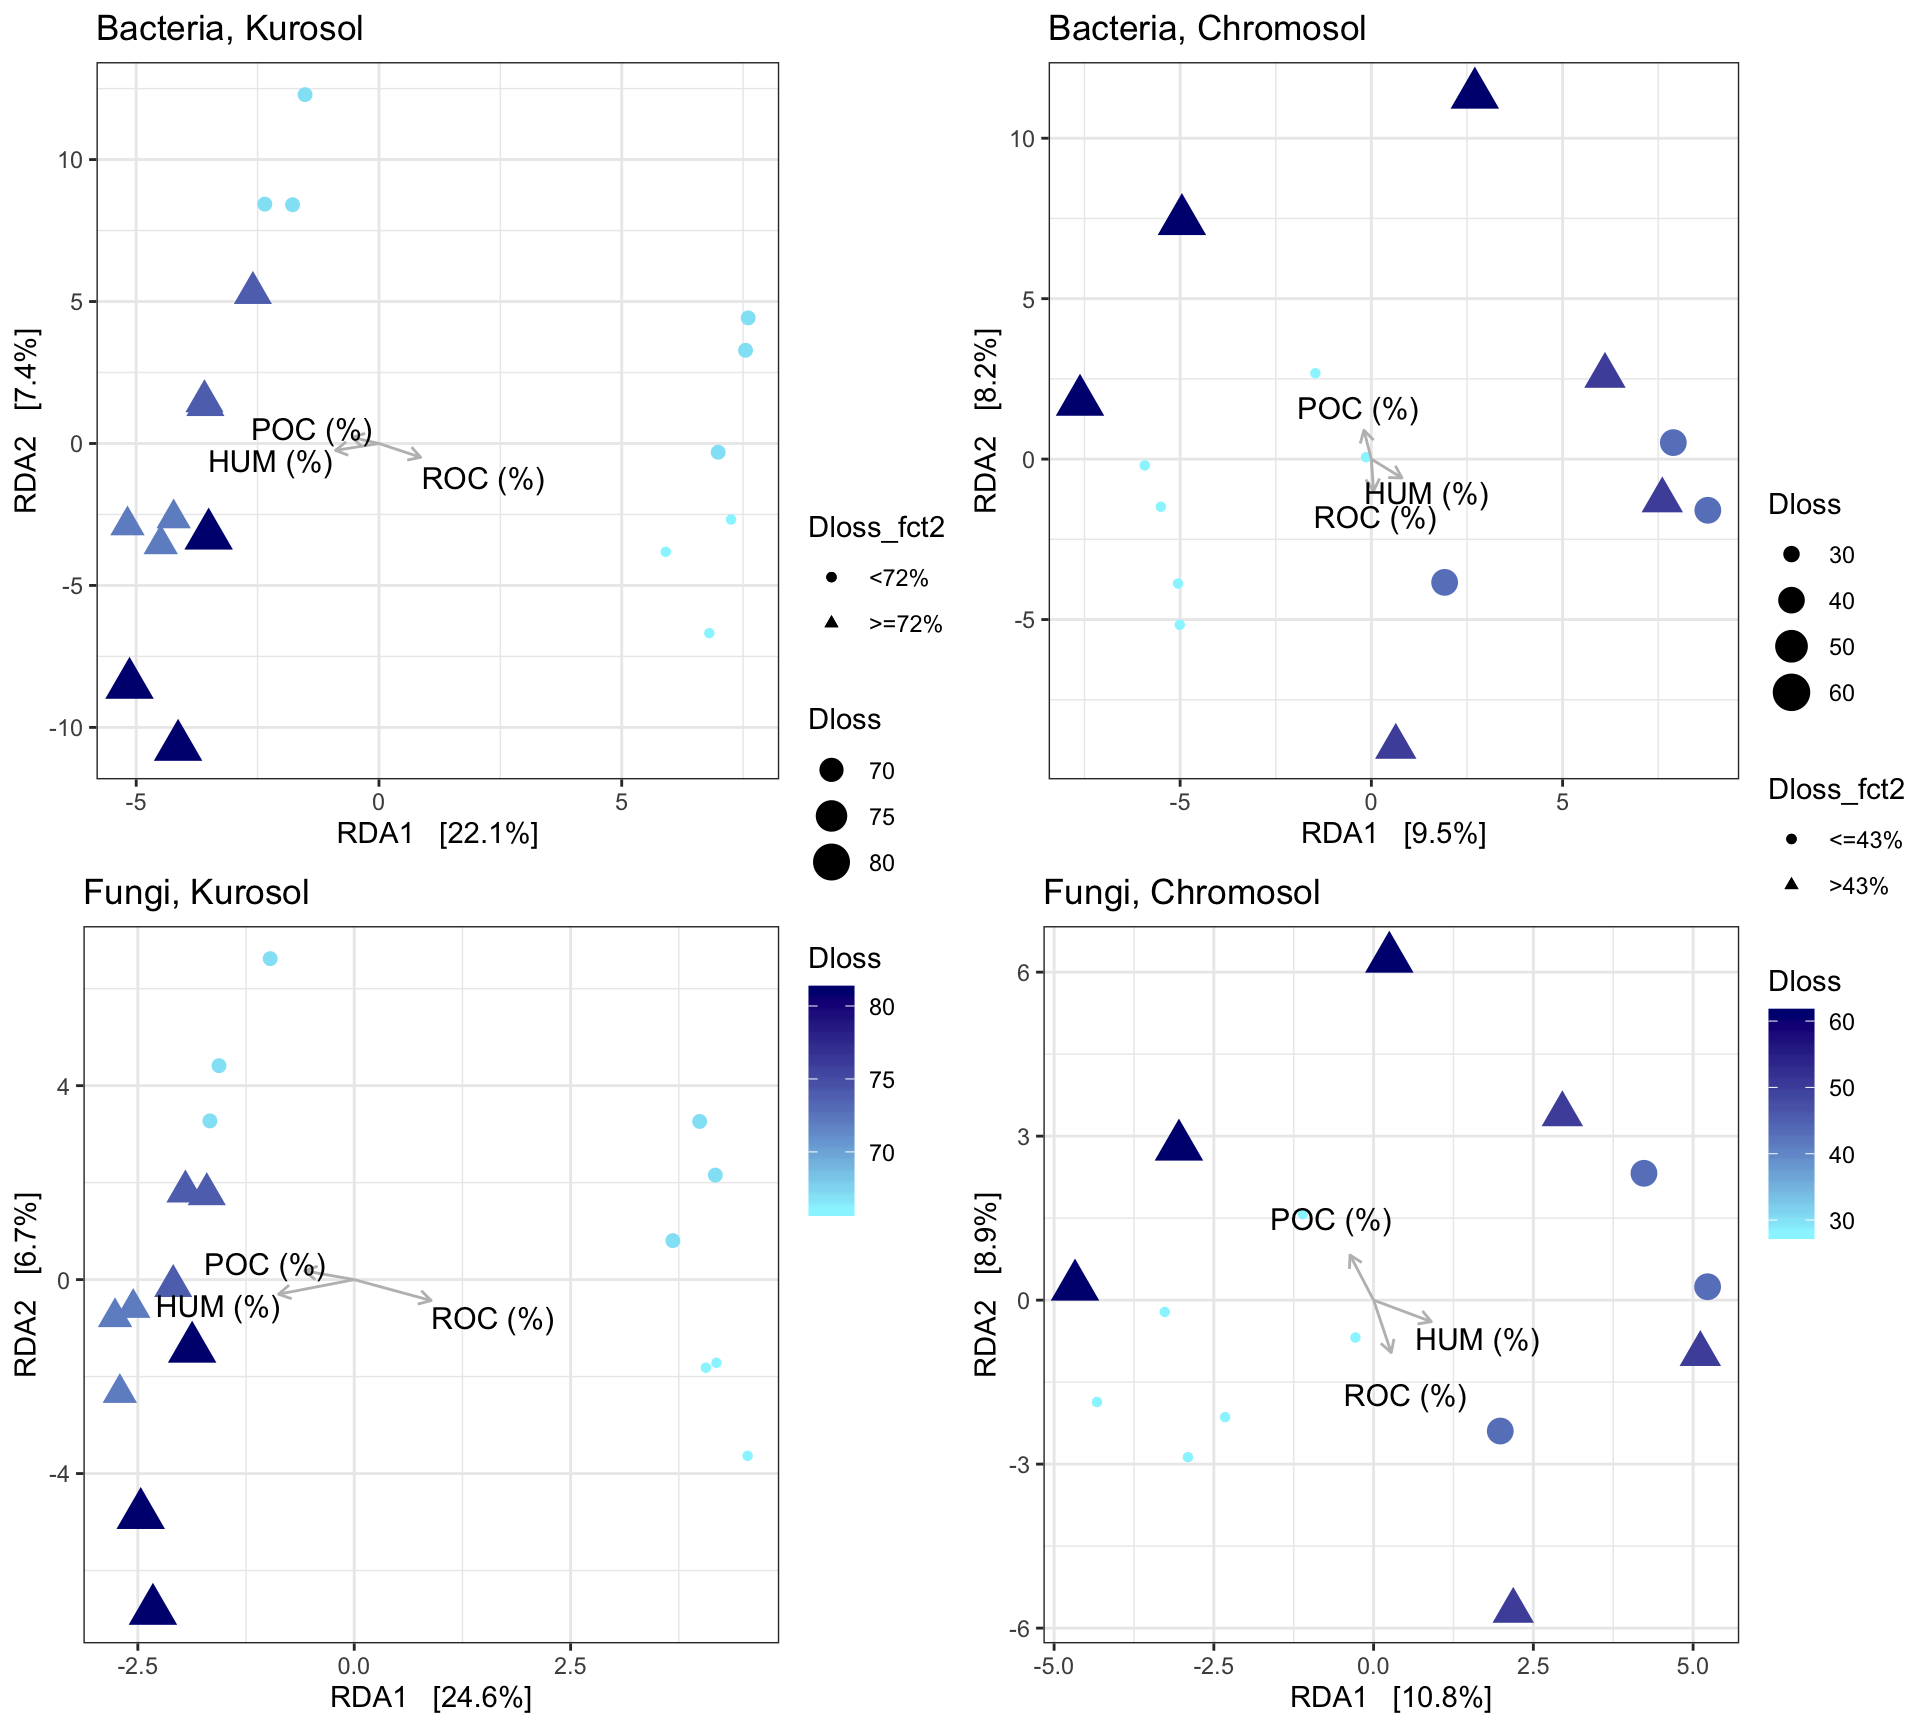 Bacteria, Kurosol
10
5
0
-5
-10
RDA2 [7.4%]
POC (%)
HUM (%)
ROC (%)
-5
0
5
RDA1 [22.1%]
Dloss_fct2
<72%
>=72%
Dloss
70
75
80
Bacteria, Chromosol
10
5
0
-5
RDA2 [8.2%]
POC (%)
HUM (%)
ROC (%)
-5
0
5
RDA1 [9.5%]
Dloss
30
40
50
60
Dloss_fct2
<=43%
>43%
Fungi, Kurosol
4
0
-4
RDA2 [6.7%]
POC (%)
HUM (%)
ROC (%)
-2.5
0.0
2.5
RDA1 [24.6%]
Dloss
80
75
70
Fungi, Chromosol
6
3
0
-3
-6
RDA2 [8.9%]
POC (%)
HUM (%)
ROC (%)
-5.0
-2.5
0.0
2.5
5.0
RDA1 [10.8%]
Dloss
60
50
40
30